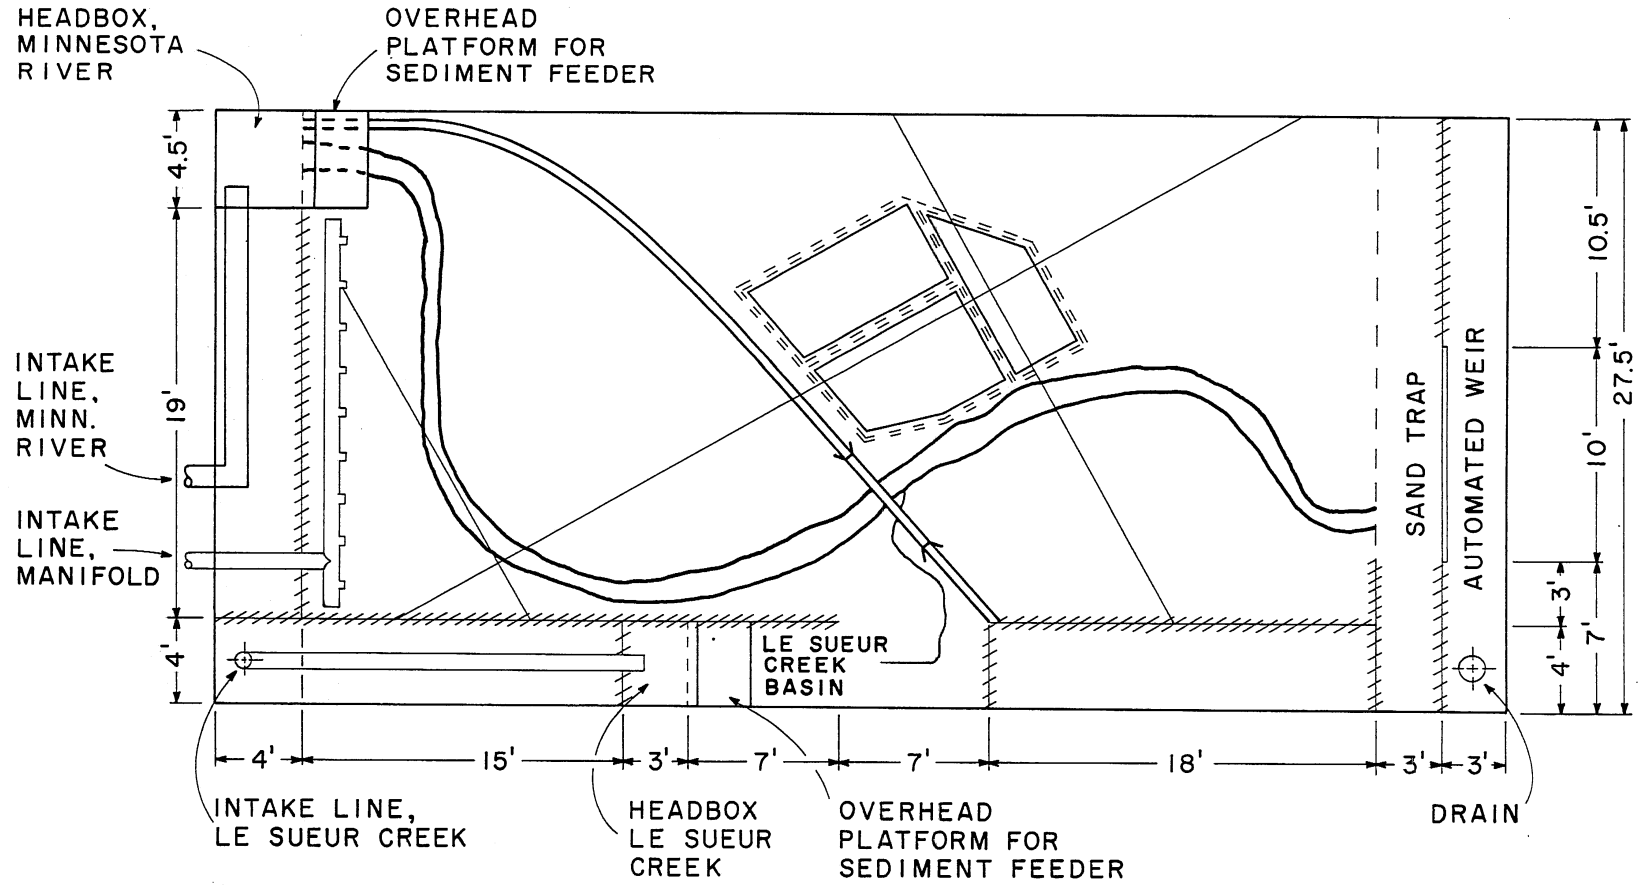 HEADBOX,
MINNESOTA
RIVER
OVERHEAD
PLATFORM FOR
SEDIMENT FEEDER
4.5'
19'
4'
INTAKE
LINE,
MINN.
RIVER
INTAKE
LINE,
MANIFOLD
LE SUEUR
CREEK
BASIN
SAND TRAP
AUTOMATED WEIR
10.5'
10'
3'
4'
7'
27.5'
4'
15'
3'
7'
7'
18'
3'
3'
INTAKE LINE,
LE SUEUR CREEK
HEADBOX
LE SUEUR
CREEK
OVERHEAD
PLATFORM FOR
SEDIMENT FEEDER
DRAIN